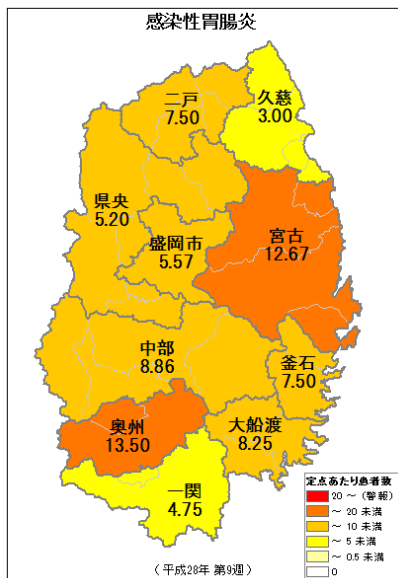 感染性胃腸炎
二戸
7.50
久慈
3.00
県央
5.20
盛岡市
5.57
宮古
12.67
中部
8.86
釜石
7.50
奥州
13.50
大船渡
8.25
一関
4.75
定点あたり患者数
20 ~ (警報)
~ 20 未満
~ 10 未満
~ 5 未満
~ 0.5 未満
0
(平成28年 第9週)